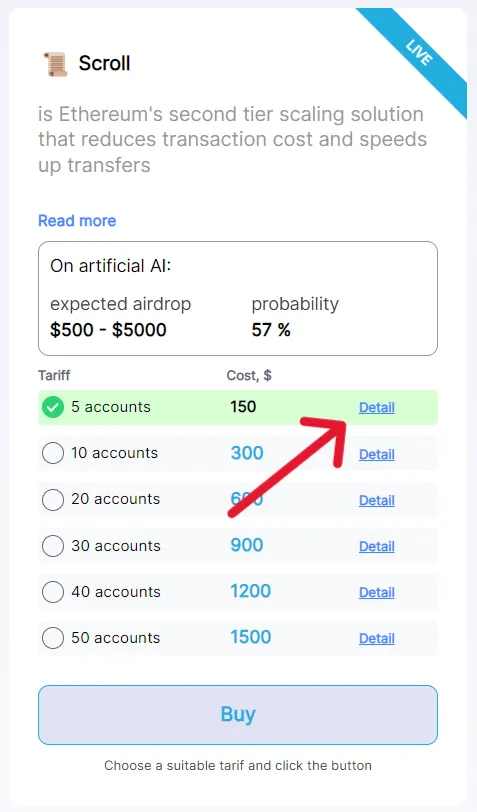 LIVE
Scroll
is Ethereum's second tier scaling solution
that reduces transaction cost and speeds
up transfers
Read more
On artificial AI:
expected airdrop probability
$500 - $5000 57 %
Tariff Cost, $
5 accounts 150 Detail
10 accounts 300 Detail
20 accounts 600 Detail
30 accounts 900 Detail
40 accounts 1200 Detail
50 accounts 1500 Detail
Buy
Choose a suitable tarif and click the button